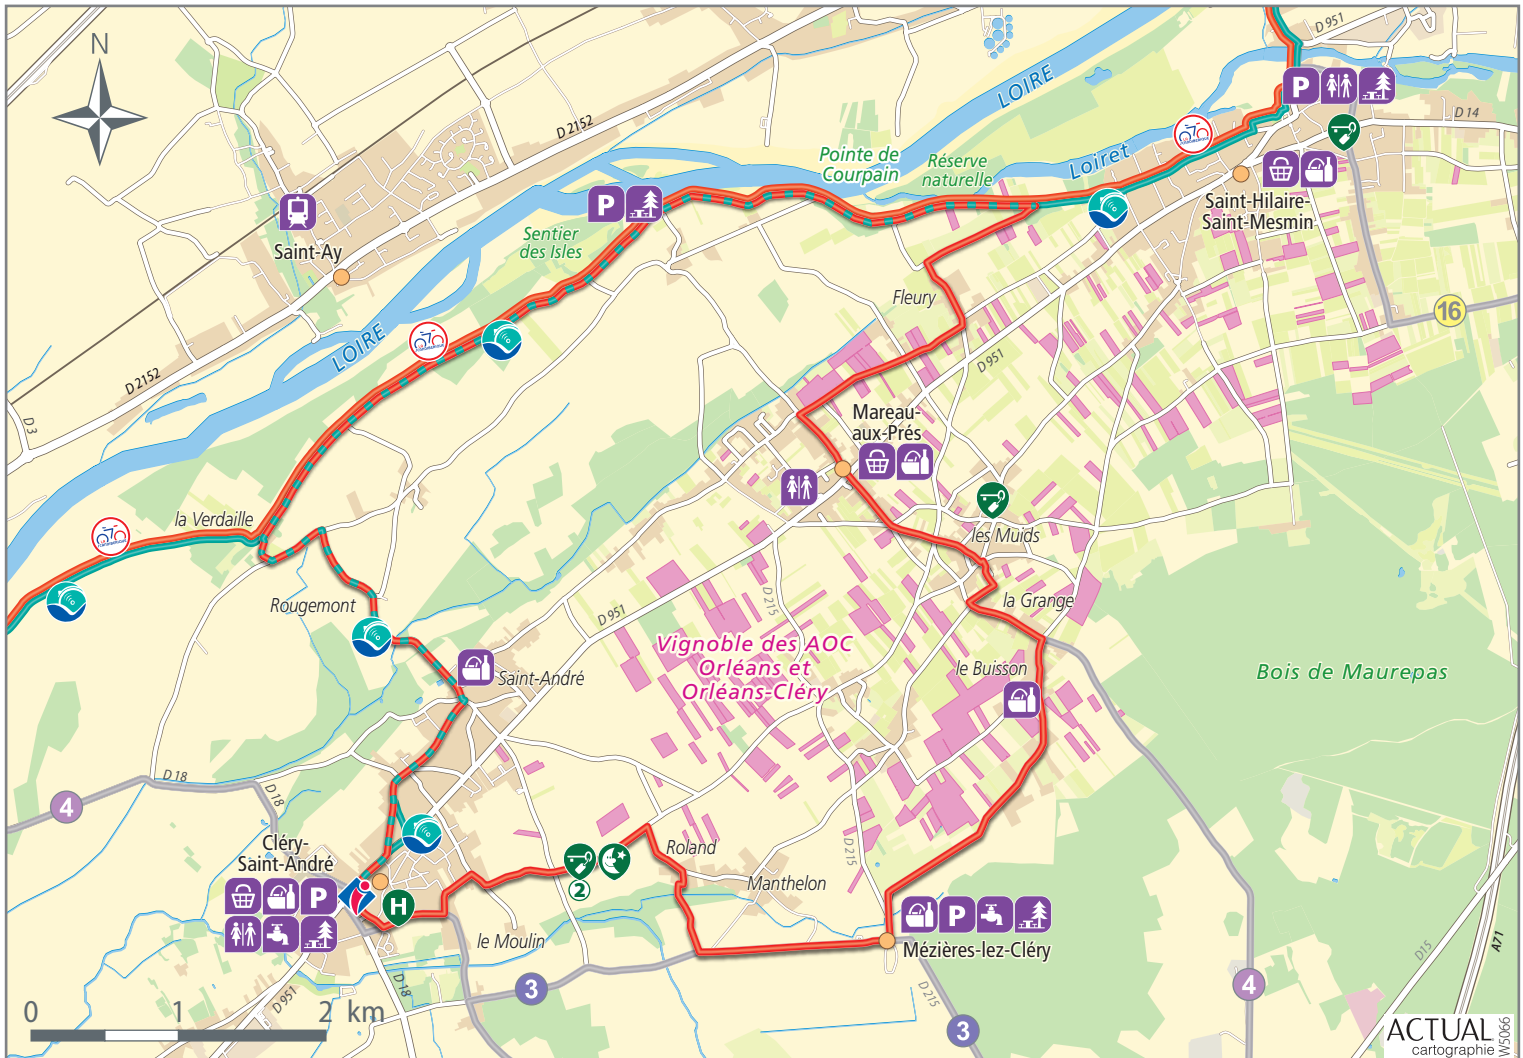 N
D 951
LOIRE
P
D 14
D 2152
Pointe de
Courpain
Réserve
naturelle
Loiret
P
Saint-Hilaire-
Saint-Mesmin
Saint-Ay
Sentier
des Isles
Fleury
16
LOIRE
D 2152
D 951
D 3
Mareau-
aux-Prés
la Verdaille
les Muids
Rougemont
D 951
D 215
la Grange
Vignoble des AOC
Orléans et
Orléans-Cléry
le Buisson
Bois de Maurepas
Saint-André
D 18
D 18
4
Cléry-
Saint-André
P
H
2
Roland
D 215
Manthelon
P
le Moulin
Mézières-lez-Cléry
D 15
A71
D 951
D 18
3
D 215
4
3
0 1 2 km
ACTUAL
cartographie
W5066